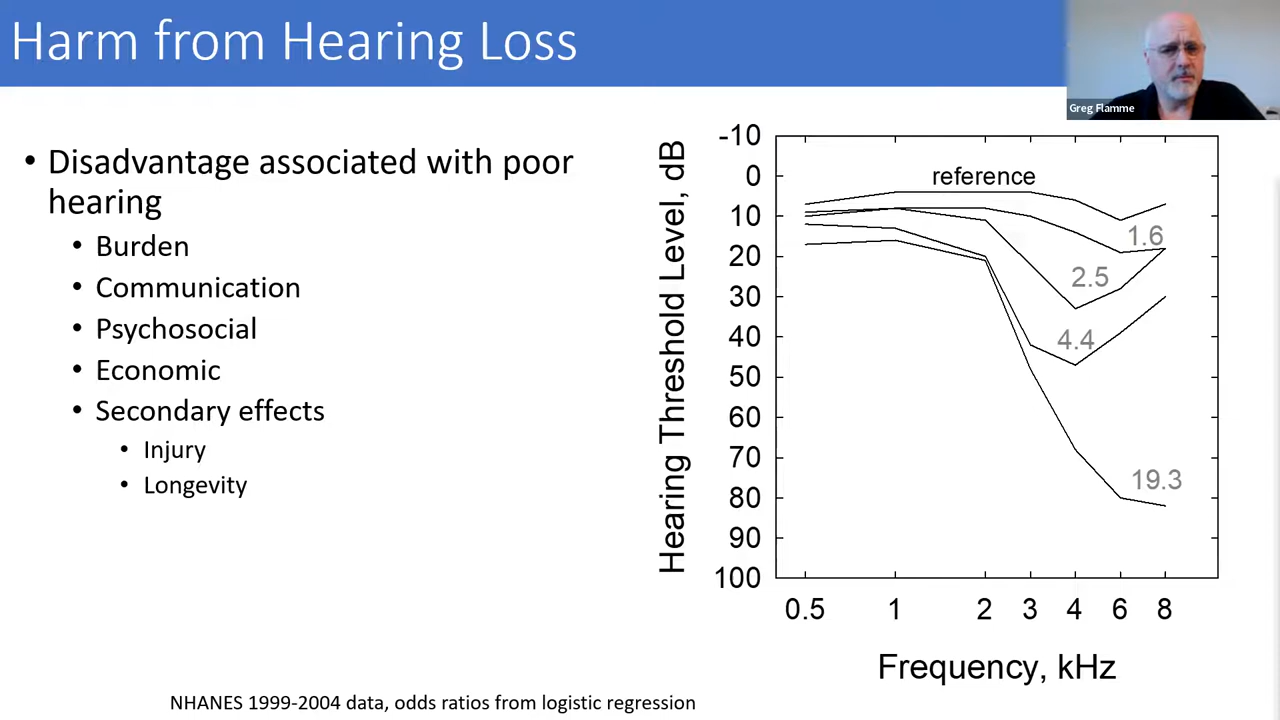 Harm from Hearing Loss
Greg Flamme
• Disadvantage associated with poor
hearing
• Burden
• Communication
• Psychosocial
• Economic
• Secondary effects
• Injury
• Longevity
Hearing Threshold Level, dB
-10
0
10
20
30
40
50
60
70
80
90
100
reference
1.6
2.5
4.4
19.3
0.5 1 2 3 4 6 8
Frequency, kHz
NHANES 1999-2004 data, odds ratios from logistic regression